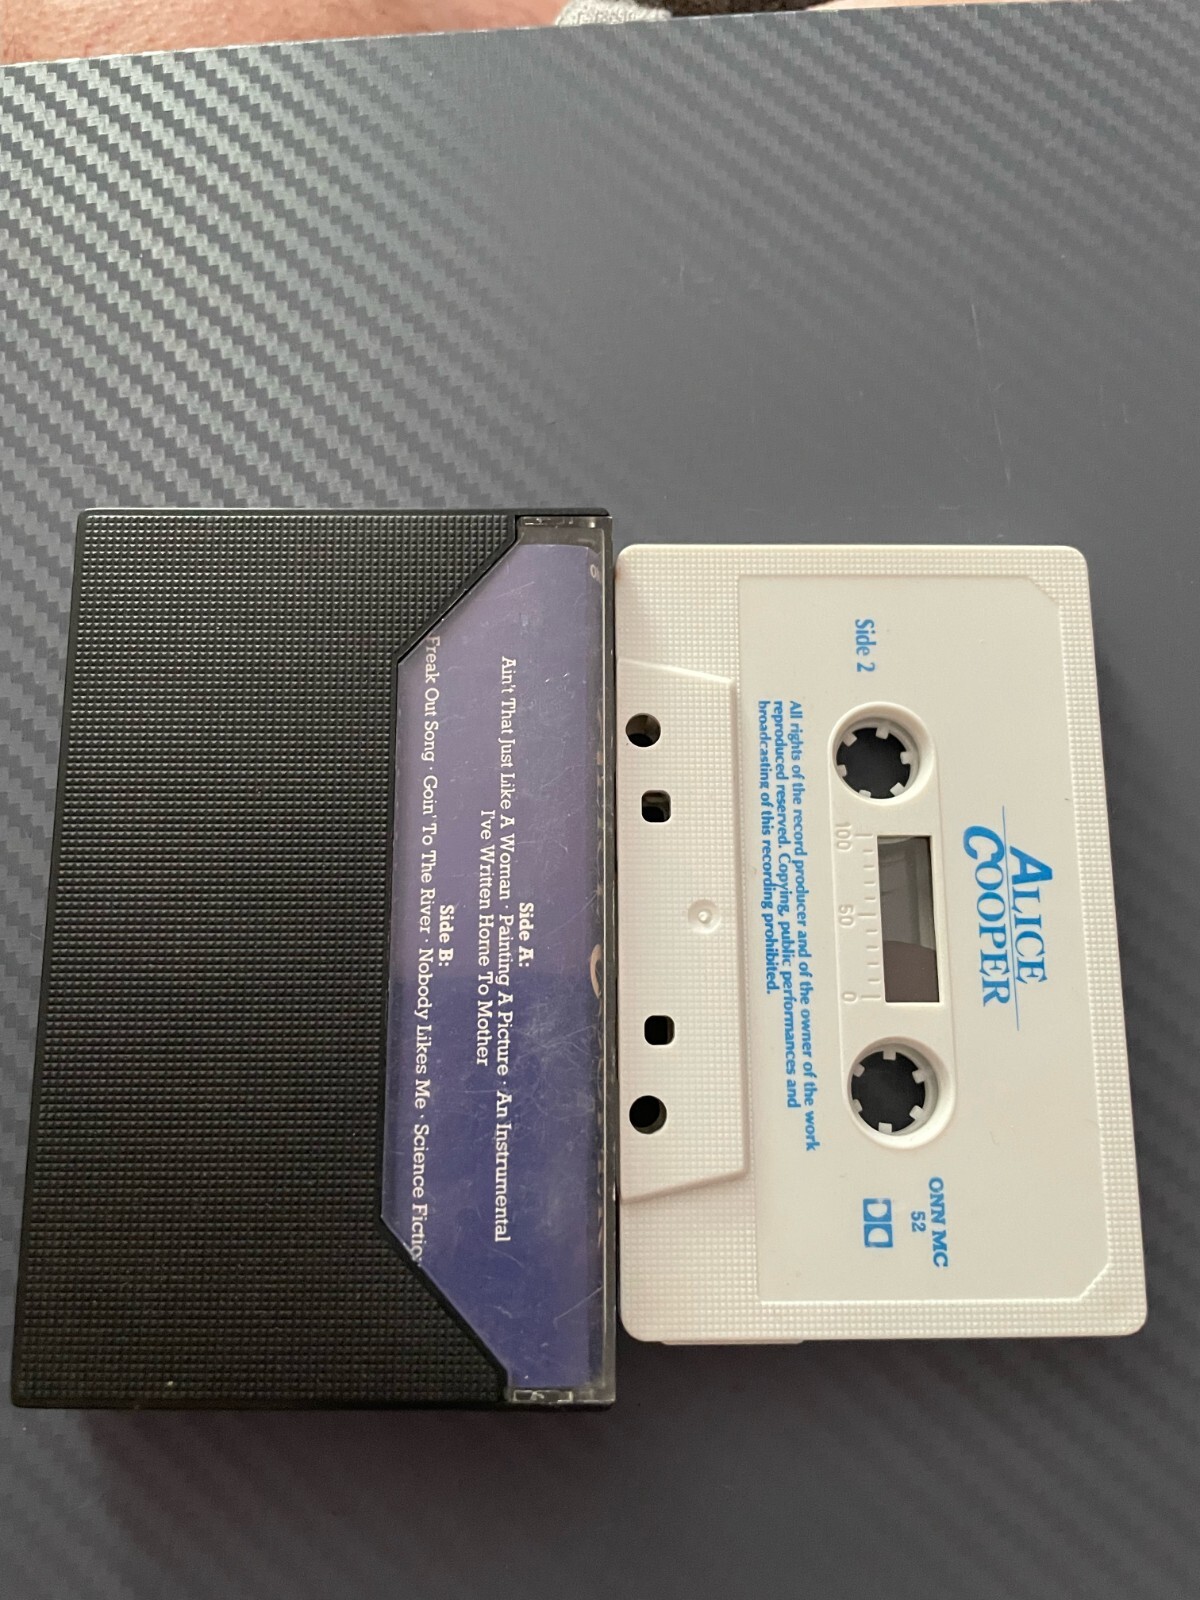 ALICE
COOPER
Side 2
ONN MC
52
100 50 0
All rights of the record producer and of the owner of the work
reproduced reserved. Copying, public performances and
broadcasting of this recording prohibited.
Side A:
Ain't That Just Like A Woman · Painting A Picture · An Instrumental
I've Written Home To Mother
Side B:
Freak Out Song · Goin' To The River · Nobody Likes Me · Science